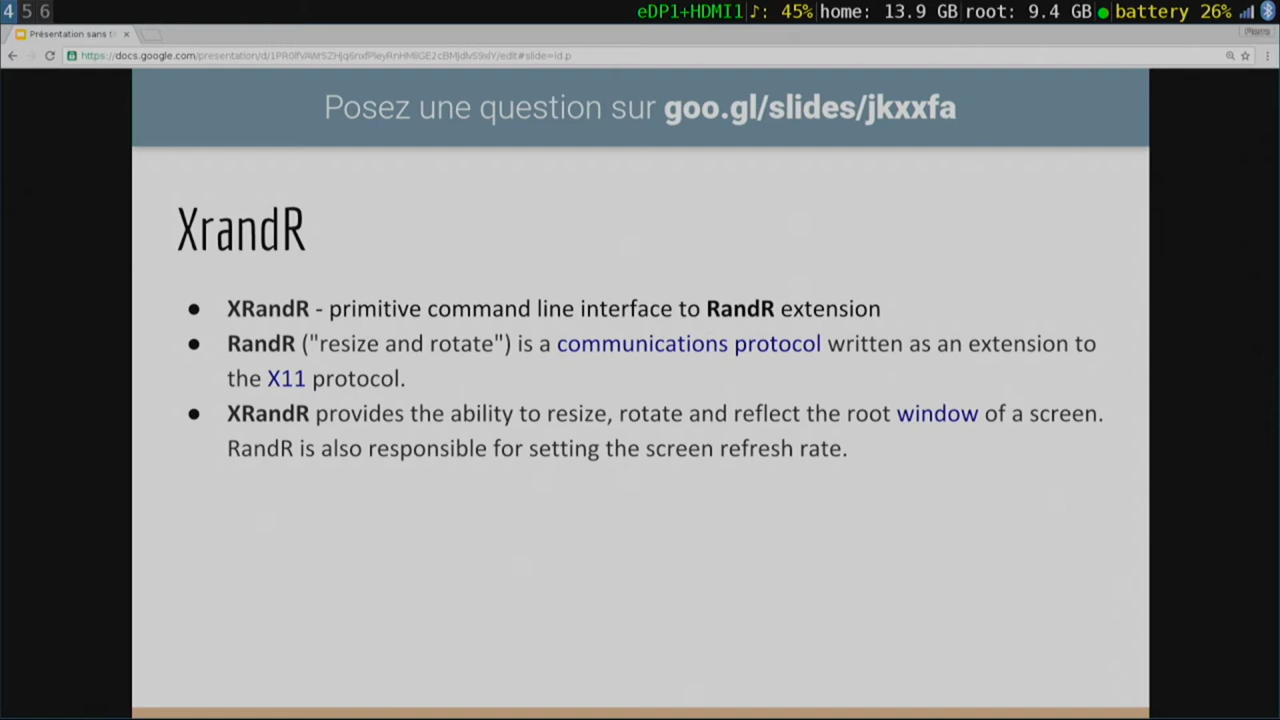 4 5 6 eDP1+HDMI1 ♪: 45% home: 13.9 GB root: 9.4 GB ● battery 26%
Présentation sans t
Posez une question sur goo.gl/slides/jkxxfa
XrandR
● XRandR - primitive command line interface to RandR extension
● RandR ("resize and rotate") is a communications protocol written as an extension to
the X11 protocol.
● XRandR provides the ability to resize, rotate and reflect the root window of a screen.
RandR is also responsible for setting the screen refresh rate.